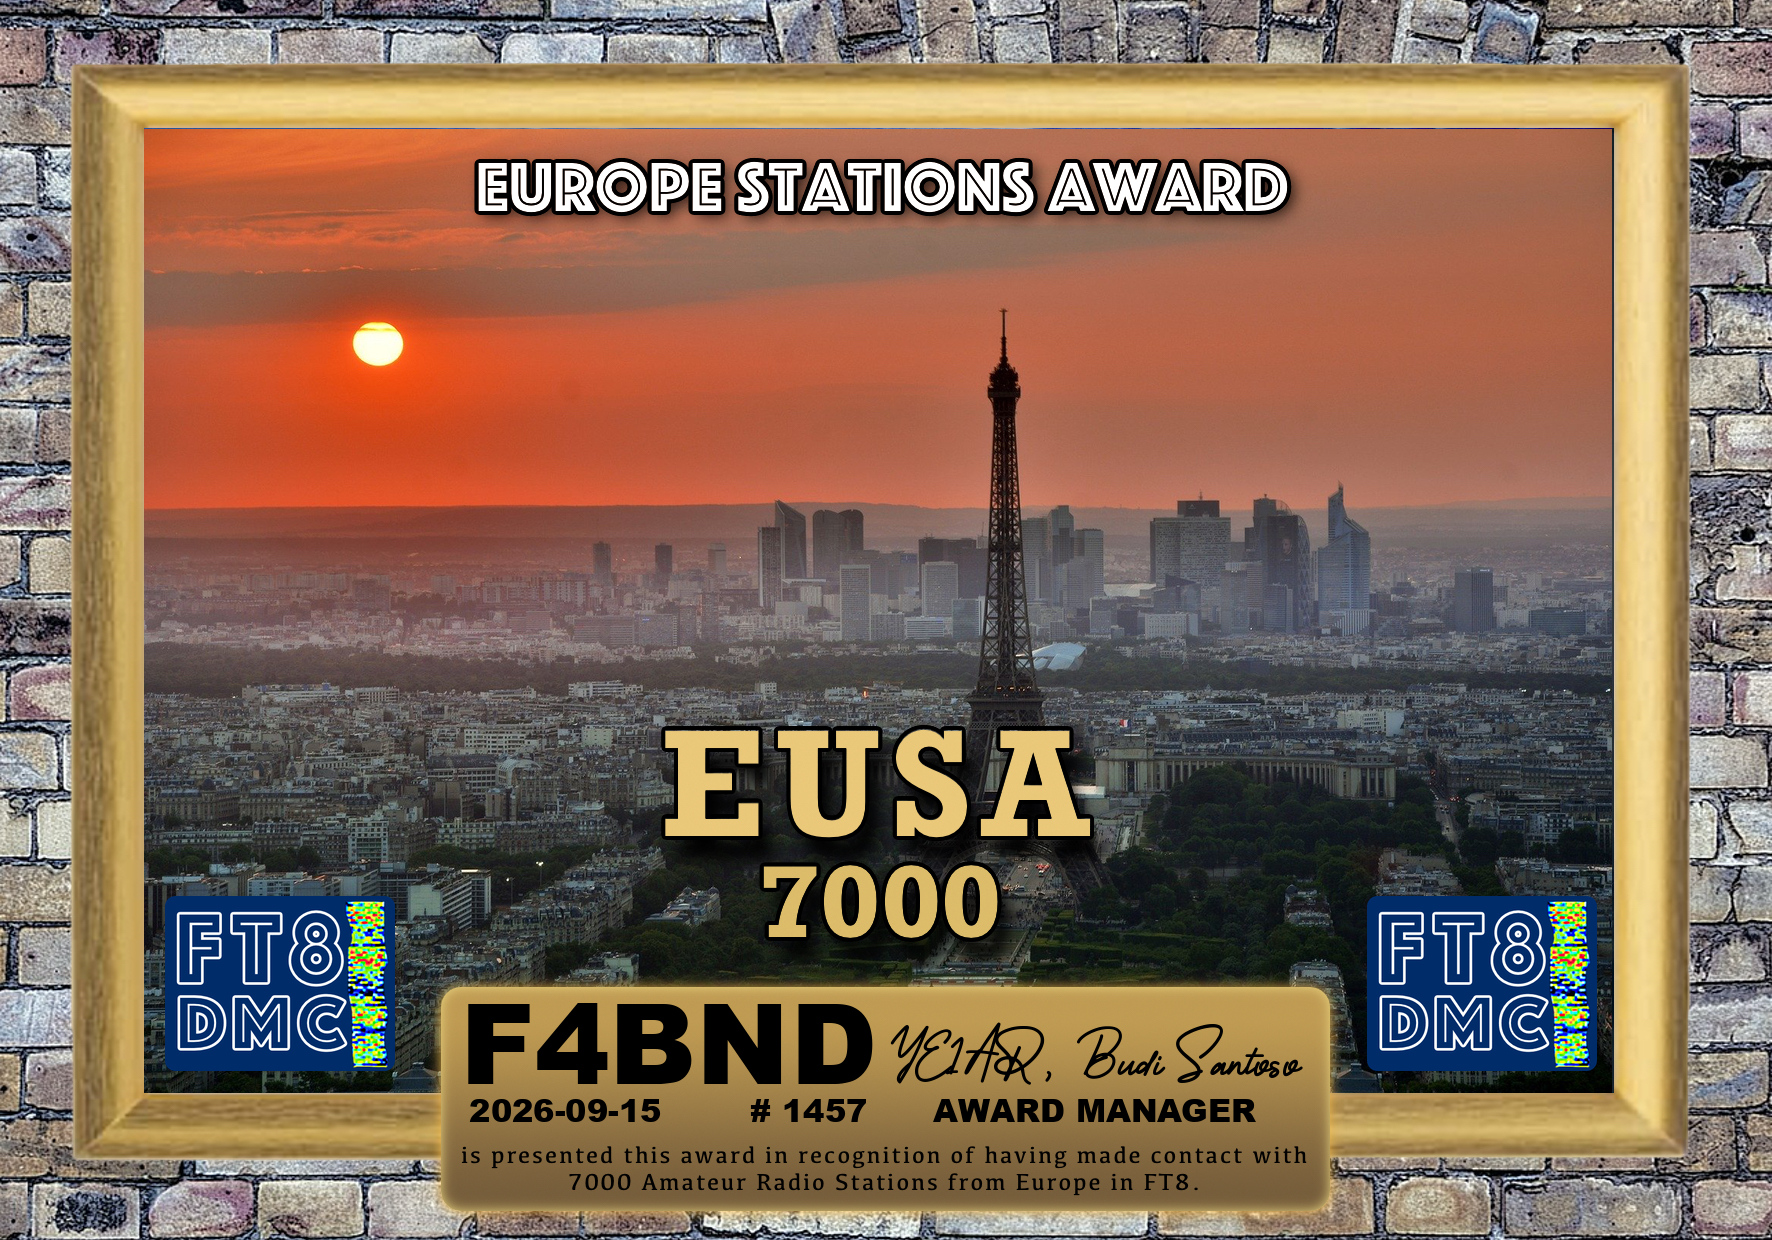 EUROPE STATIONS AWARD
EUSA
7000
FT8
DMC
FT8
DMC
F4BND YE1AR, Budi Santoso
2026-09-15 # 1457 AWARD MANAGER
is presented this award in recognition of having made contact with
7000 Amateur Radio Stations from Europe in FT8.